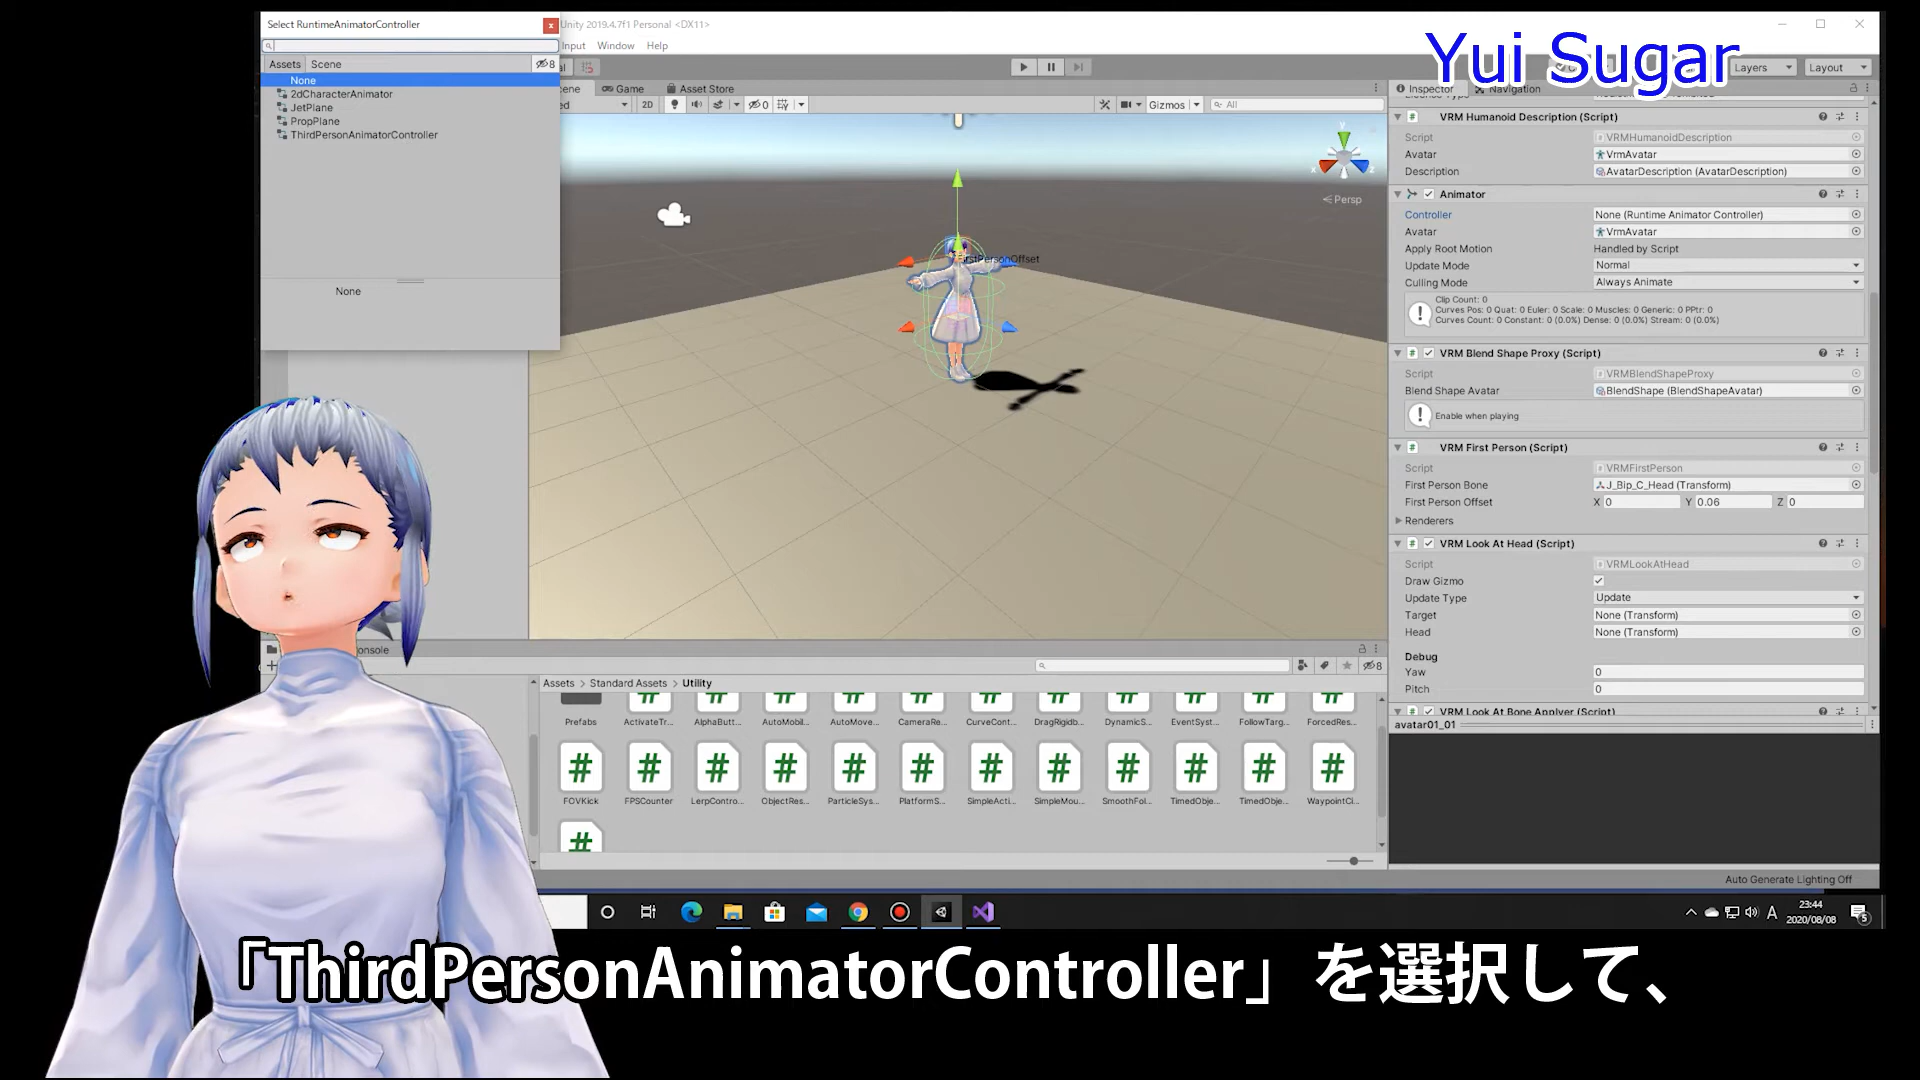 Select RuntimeAnimatorController
x
Unity 2019.4.7f1 Personal <DX11>
Yui Sugar
Input Window Help
Assets Scene 8
None
2dCharacterAnimator
JetPlane
PropPlane
ThirdPersonAnimatorController
None
Layers Layout
Game Asset Store
2D 0 Gizmos All
y
x z
Persp
FirstPersonOffset
Inspector Navigation
VRM Humanoid Description (Script)
Script VRMHumanoidDescription
Avatar VrmAvatar
Description AvatarDescription (AvatarDescription)
Animator
Controller None (Runtime Animator Controller)
Avatar VrmAvatar
Apply Root Motion Handled by Script
Update Mode Normal
Culling Mode Always Animate
Clip Count: 0
Curves Pos: 0 Quat: 0 Euler: 0 Scale: 0 Muscles: 0 Generic: 0 PPtr: 0
Curves Count: 0 Constant: 0 (0.0%) Dense: 0 (0.0%) Stream: 0 (0.0%)
VRM Blend Shape Proxy (Script)
Script VRMBlendShapeProxy
Blend Shape Avatar BlendShape (BlendShapeAvatar)
Enable when playing
VRM First Person (Script)
Script VRMFirstPerson
First Person Bone J_Bip_C_Head (Transform)
First Person Offset X 0 Y 0.06 Z 0
Renderers
VRM Look At Head (Script)
Script VRMLookAtHead
Draw Gizmo
Update Type Update
Target None (Transform)
Head None (Transform)
Debug
Yaw 0
Pitch 0
VRM Look At Bone Applyer (Script)
avatar01_01
onsole
8
Assets > Standard Assets > Utility
Prefabs ActivateTr... AlphaButt... AutoMobil... AutoMove... CameraRe... CurveCont... DragRigidb... DynamicS... EventSyst... FollowTarg... ForcedRes...
FOVKick FPSCounter LerpContro... ObjectRes... ParticleSys... PlatformS... SimpleActi... SimpleMou... SmoothFol... TimedObje... TimedObje... WaypointCi...
Auto Generate Lighting Off
A 23:44
2020/08/08
5
「ThirdPersonAnimatorController」を選択して、